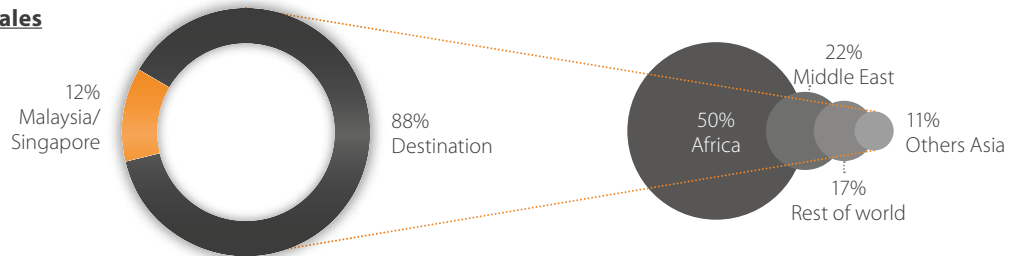 ales
12%
Malaysia/
Singapore
88%
Destination
50%
Africa
22%
Middle East
17%
Rest of world
11%
Others Asia